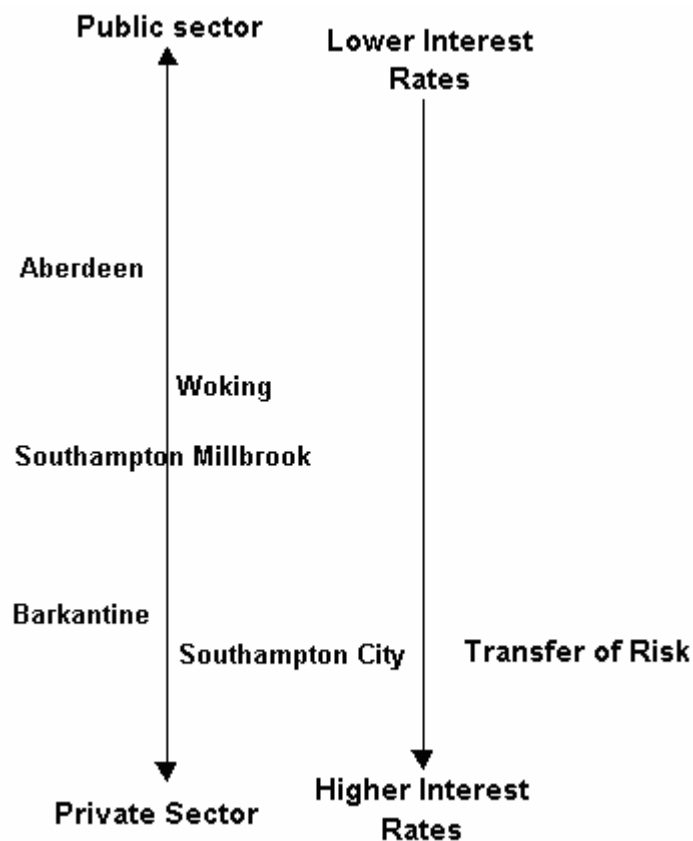 Public sector
Lower Interest
Rates
Aberdeen
Woking
Southampton Millbrook
Barkantine
Southampton City
Transfer of Risk
Private Sector
Higher Interest
Rates